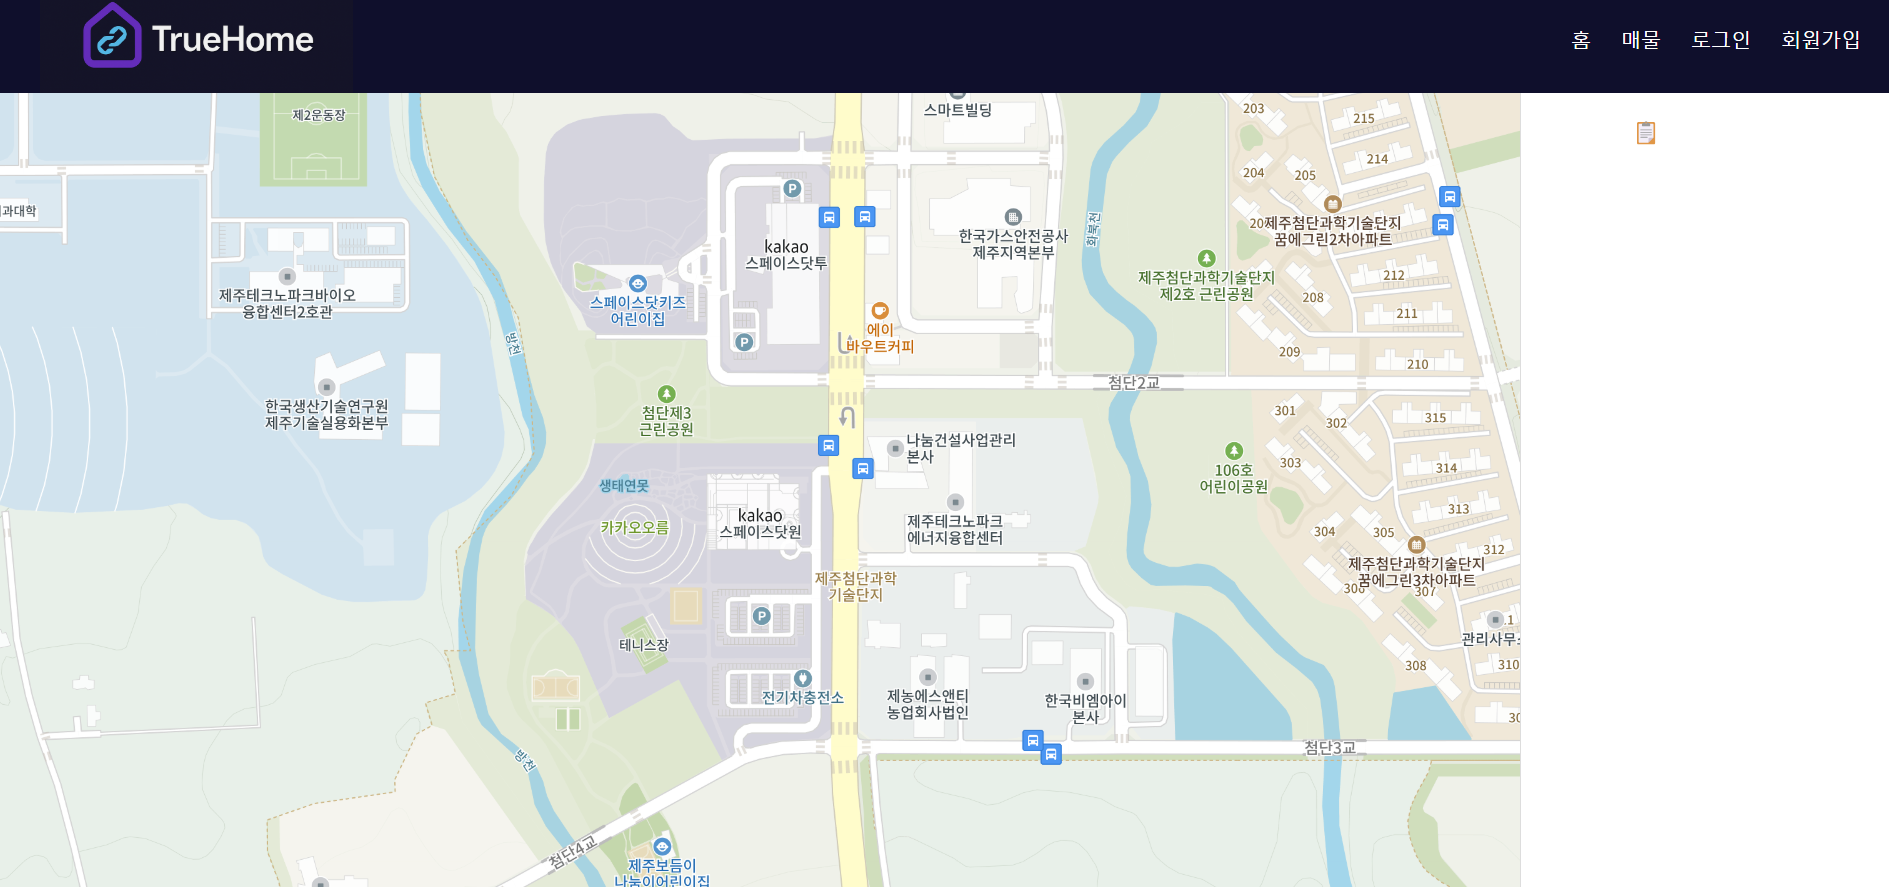 TrueHome
홈 매물 로그인 회원가입
제2운동장
스마트빌딩
203
215
214
204
205
과대학
kakao
스페이스닷투
한국가스안전공사
제주지역본부
화북천
제주첨단과학기술단지
꿈에그린2차아파트
제주테크노파크바이오
융합센터2호관
스페이스닷키즈
어린이집
제주첨단과학기술단지
제2호 근린공원
212
208
211
에이
바우트커피
방천
209
210
첨단2교
한국생산기술연구원
제주기술실용화본부
첨단제3
근린공원
301
302
315
나눔건설사업관리
본사
303
314
106호
어린이공원
생태연못
카카오오름
kakao
스페이스닷원
제주테크노파크
에너지융합센터
313
304
305
312
제주첨단과학기술단지
꿈에그린3차아파트
306
307
제주첨단과학
기술단지
테니스장
관리사무소
308
310
전기차충전소
제농에스앤티
농업회사법인
한국비엠아이
본사
방천
첨단3교
첨단4교
제주보듬이
나눔이어린이집